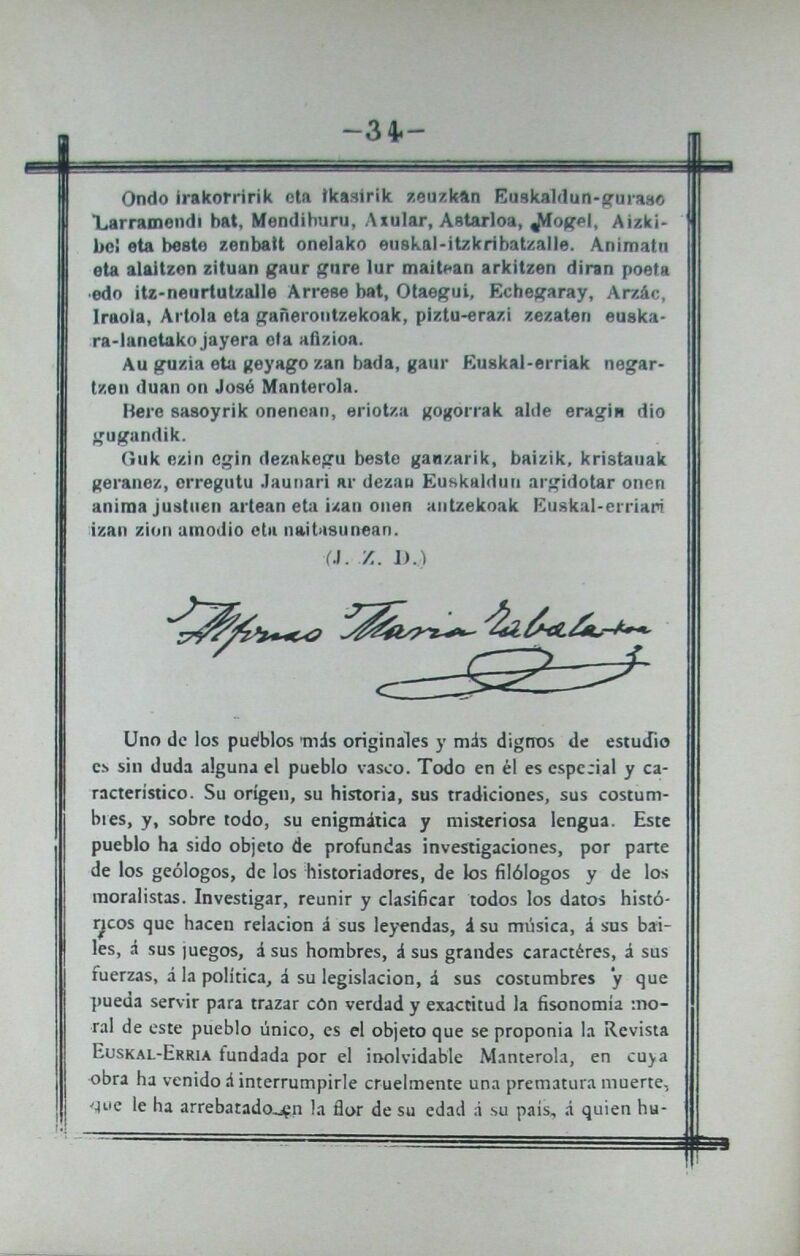 -34-
Ondo irakorririk eta ikasirik zeuzkan Euskaldun-guraso
Larramendi bat, Mendiburu, Axular, Astarloa, Mogel, Aizki-
bel eta beste zenbait onelako euskal-itzkribatzalle. Animatu
eta alaitzen zituan gaur gure lur maitean arkitzen diran poeta
edo itz-neurtutzalle Arrese bat, Otaegui, Echegaray, Arzác,
Iraola, Artola eta gañerontzekoak, piztu-erazi zezaten euska-
ra-lanetako jayera eta afizioa.
Au guzia eta geyago zan bada, gaur Euskal-erriak negar-
tzen duan on José Manterola.
Bere sasoyrik onenean, eriotza gogorrak alde eragin dio
gugandik.
Guk ezin egin dezakegu beste gauzarik, baizik, kristauak
geranez, erregutu Jaunari ar dezan Euskaldun argidotar onen
anima justuen artean eta izan onen antzekoak Euskal-erriari
izan zion amodio eta naitasunean.
(J. Z. D.)
Alfonso Maria Zabala
Uno de los pueblos más originales y más dignos de estudio
es sin duda alguna el pueblo vasco. Todo en él es especial y ca-
racterístico. Su orígen, su historia, sus tradiciones, sus costum-
bres, y, sobre todo, su enigmática y misteriosa lengua. Este
pueblo ha sido objeto de profundas investigaciones, por parte
de los geólogos, de los historiadores, de los filólogos y de los
moralistas. Investigar, reunir y clasificar todos los datos histó-
ricos que hacen relacion á sus leyendas, á su música, á sus bai-
les, á sus juegos, á sus hombres, á sus grandes caractéres, á sus
fuerzas, á la política, á su legislacion, á sus costumbres y que
pueda servir para trazar con verdad y exactitud la fisonomía mo-
ral de este pueblo único, es el objeto que se proponia la Revista
EUSKAL-ERRIA fundada por el inolvidable Manterola, en cuya
obra ha venido á interrumpirle cruelmente una prematura muerte,
que le ha arrebatado en la flor de su edad á su país, á quien hu-